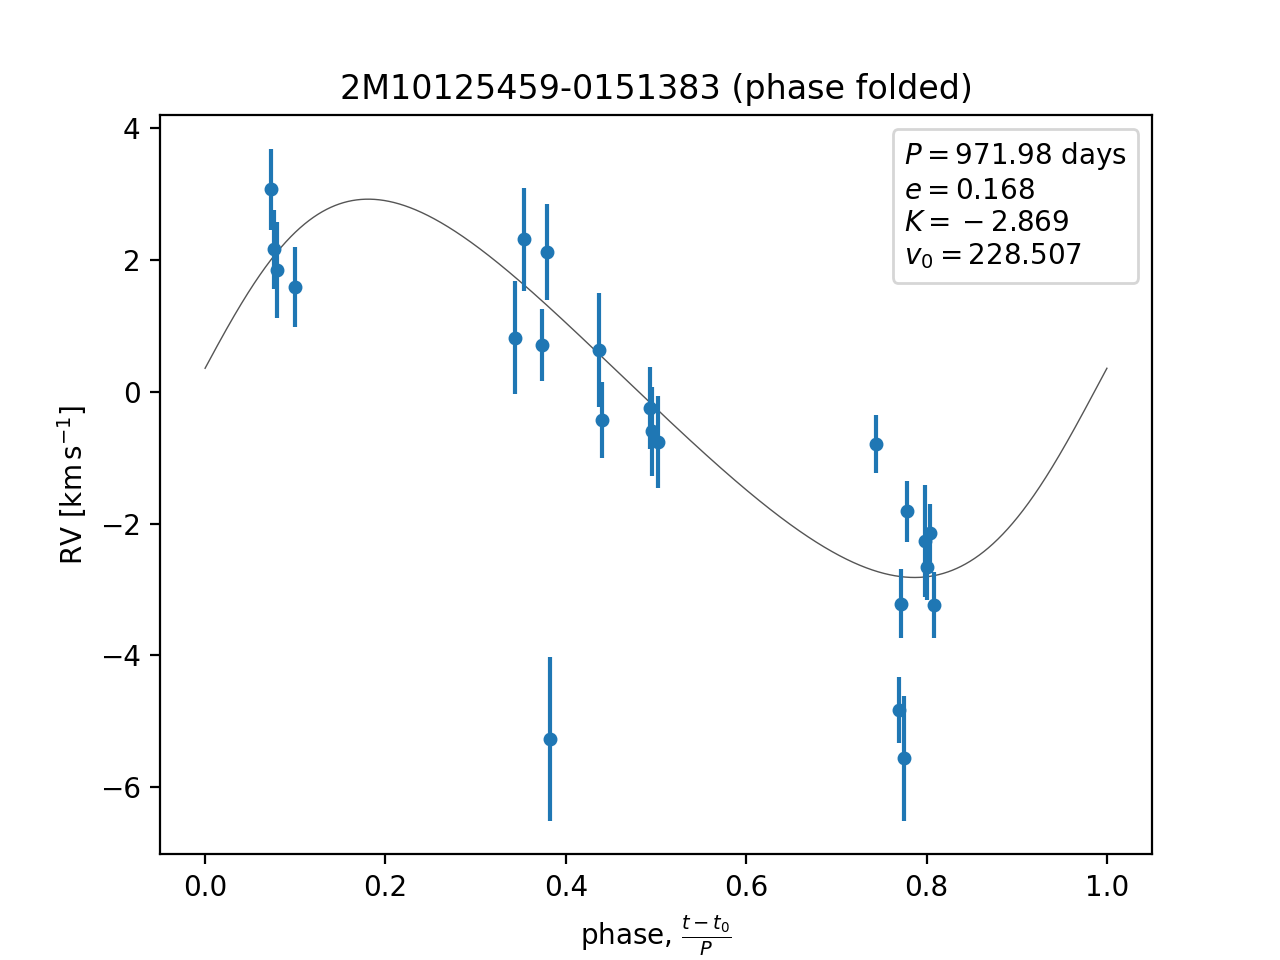 2M10125459-0151383 (phase folded)
P = 971.98 days
e = 0.168
K = −2.869
v₀ = 228.507
RV [km s⁻¹]
4
2
0
−2
−4
−6
0.0 0.2 0.4 0.6 0.8 1.0
phase, (t − t₀)/P